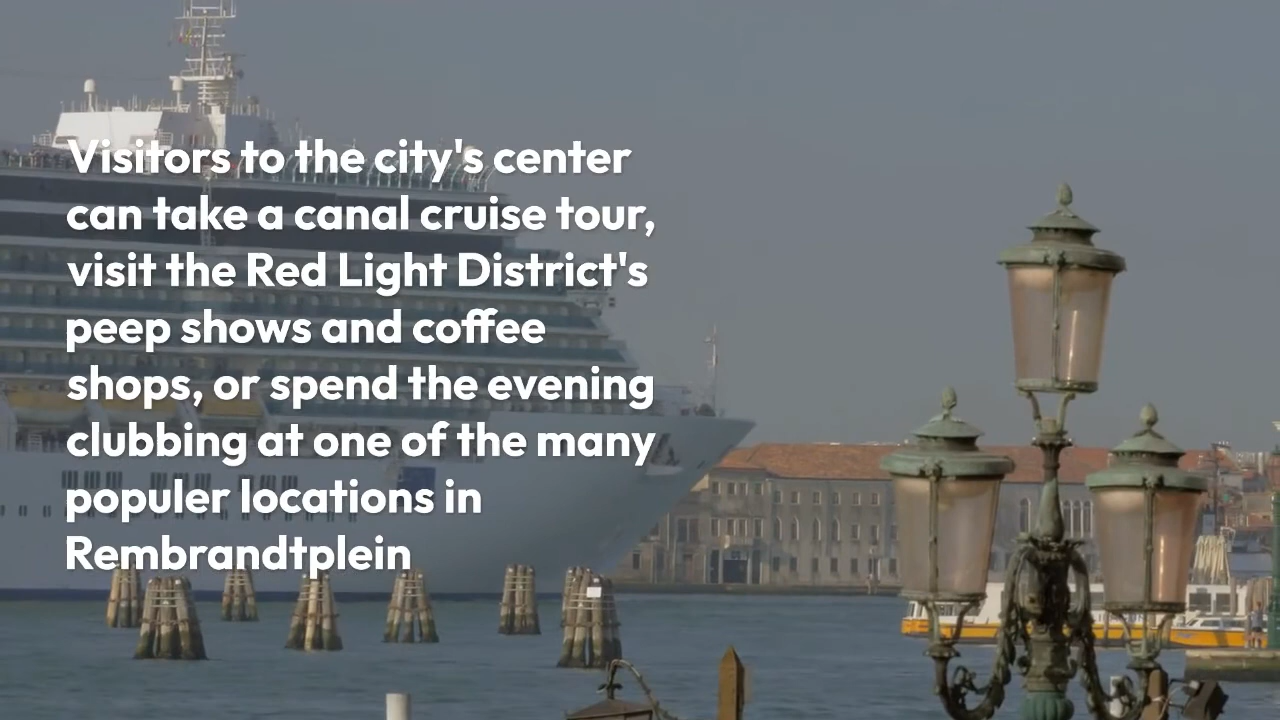 Visitors to the city's center
can take a canal cruise tour,
visit the Red Light District's
peep shows and coffee
shops, or spend the evening
clubbing at one of the many
populer locations in
Rembrandtplein